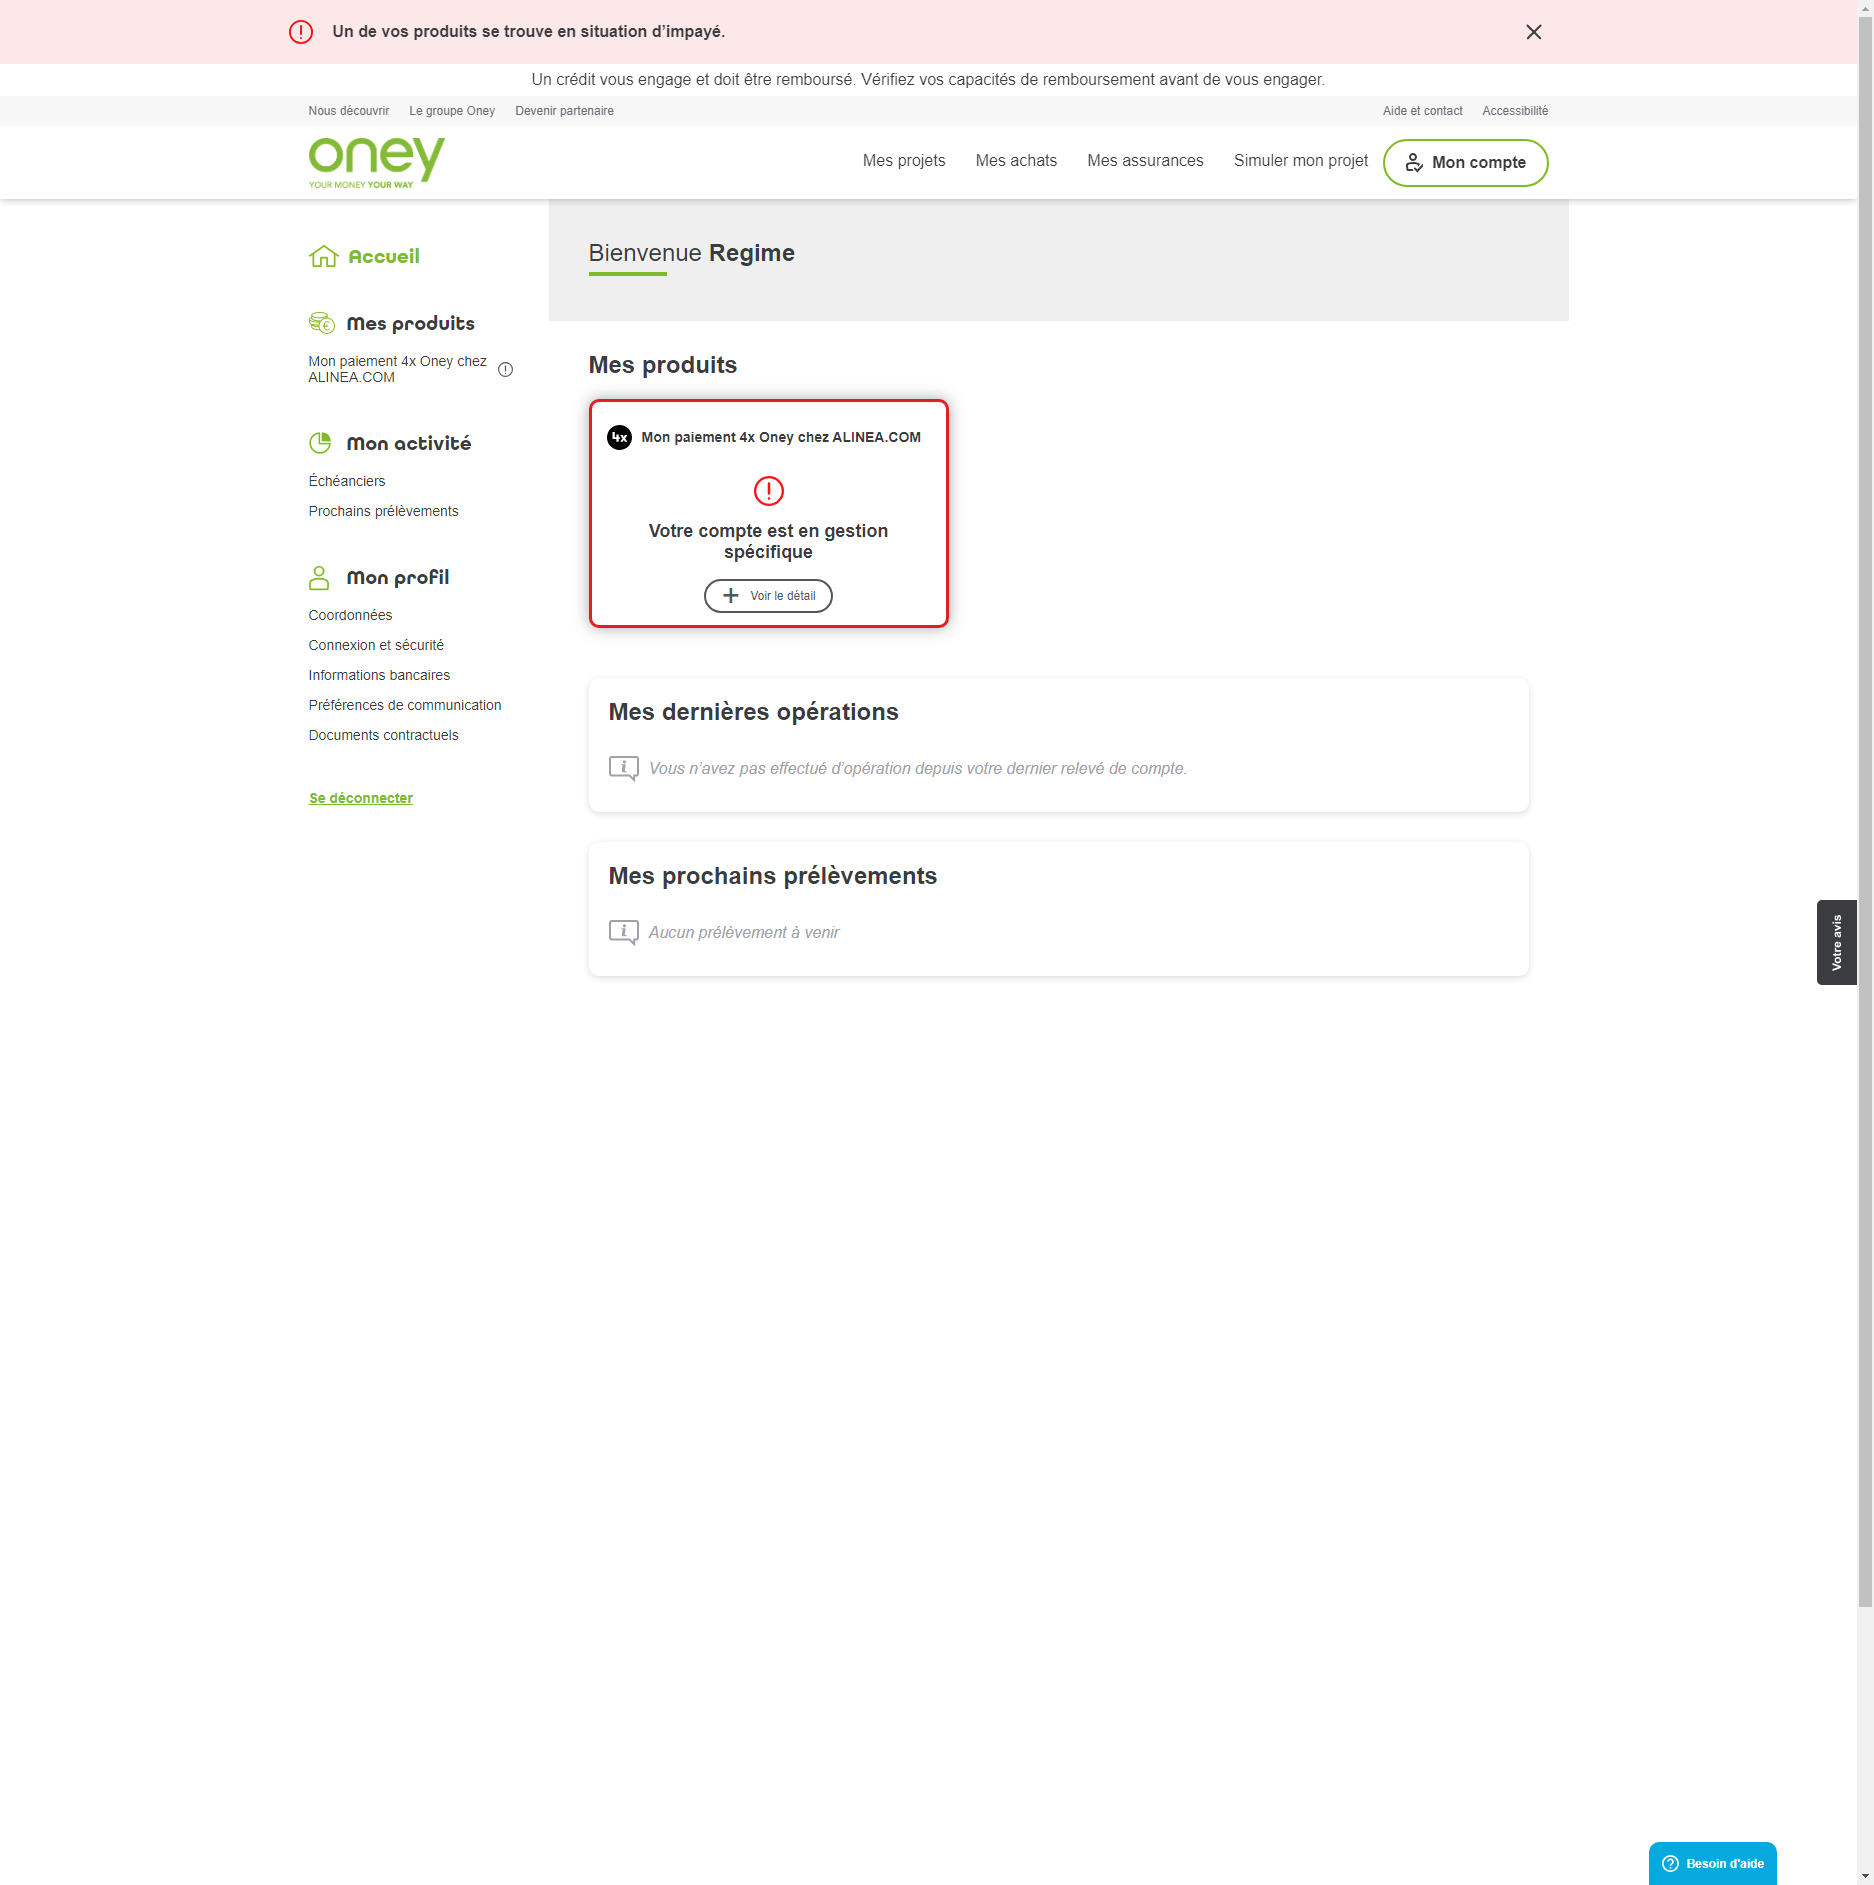 Un de vos produits se trouve en situation d’impayé.
Un crédit vous engage et doit être remboursé. Vérifiez vos capacités de remboursement avant de vous engager.
Nous découvrir Le groupe Oney Devenir partenaire Aide et contact Accessibilité
oney
YOUR MONEY YOUR WAY
Mes projets Mes achats Mes assurances Simuler mon projet Mon compte
Accueil
Mes produits
Mon paiement 4x Oney chez
ALINEA.COM
Mon activité
Échéanciers
Prochains prélèvements
Mon profil
Coordonnées
Connexion et sécurité
Informations bancaires
Préférences de communication
Documents contractuels
Se déconnecter
Bienvenue Regime
Mes produits
4x Mon paiement 4x Oney chez ALINEA.COM
Votre compte est en gestion
spécifique
Voir le détail
Mes dernières opérations
Vous n’avez pas effectué d’opération depuis votre dernier relevé de compte.
Mes prochains prélèvements
Aucun prélèvement à venir
Votre avis
Besoin d'aide